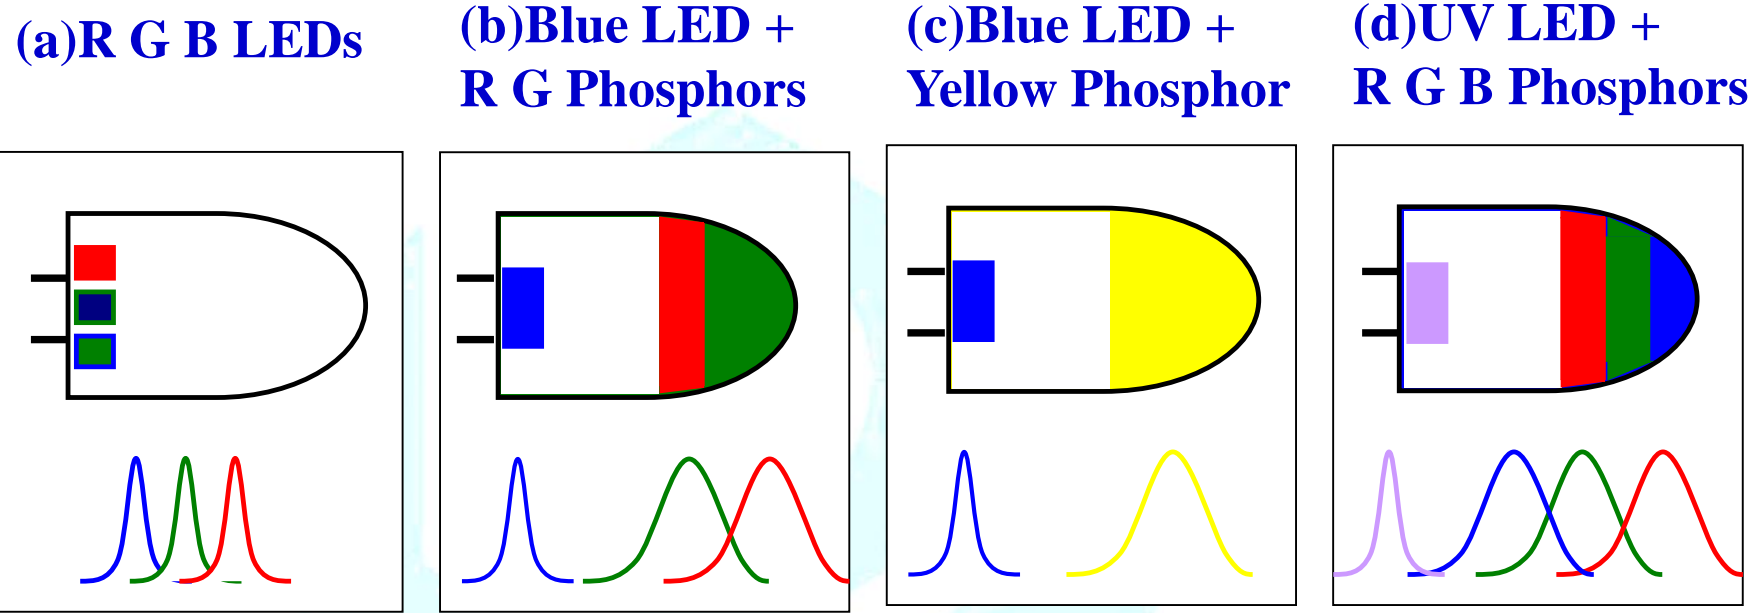 (a)R G B LEDs
(b)Blue LED +
R G Phosphors
(c)Blue LED +
Yellow Phosphor
(d)UV LED +
R G B Phosphors